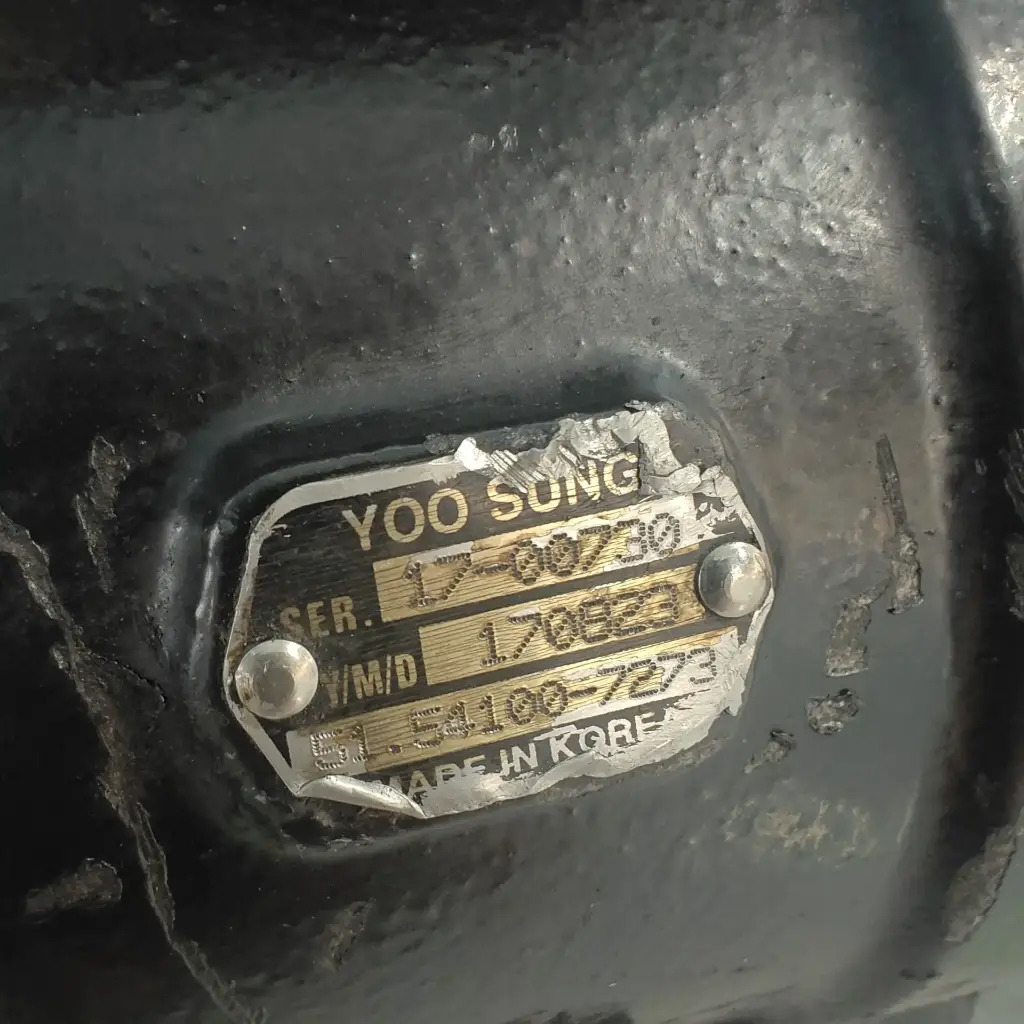 YOO SUNG
SER. 17-00730
Y/M/D 170823
51.54100-7273
MADE IN KOREA